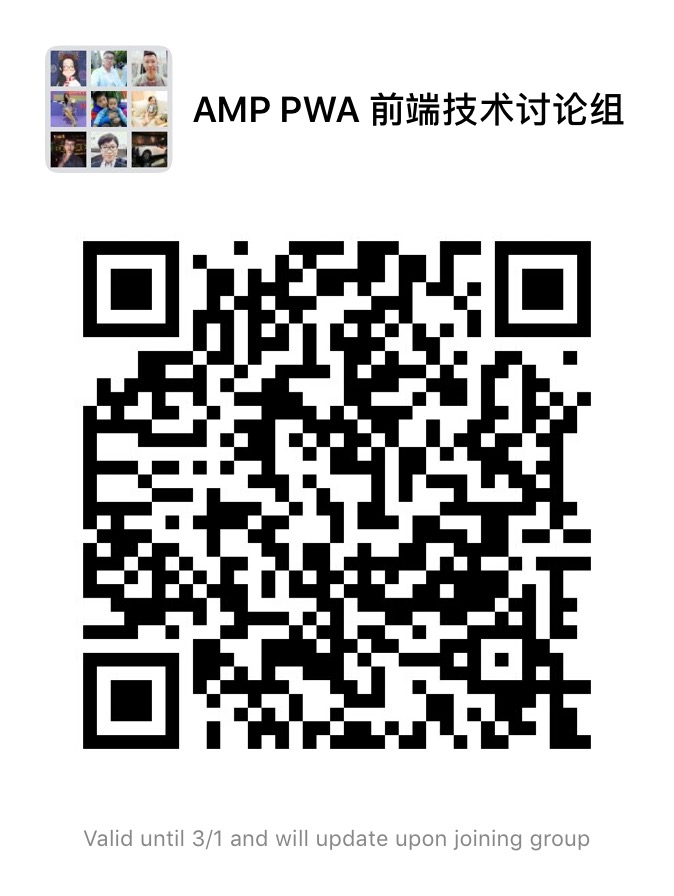 AMP PWA 前端技术讨论组
Valid until 3/1 and will update upon joining group